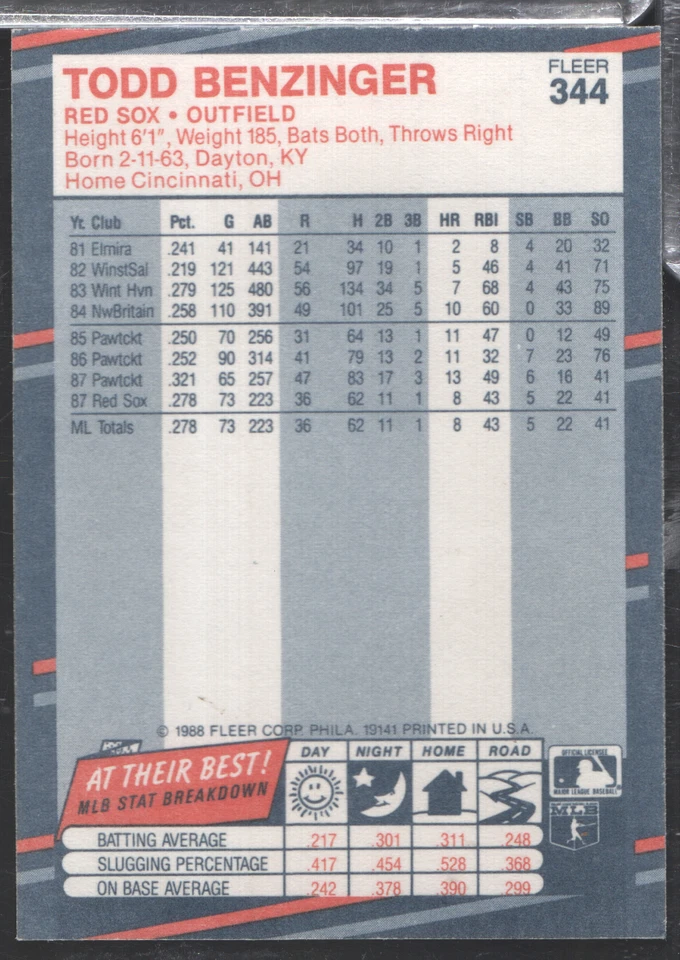 TODD BENZINGER
FLEER
344
RED SOX • OUTFIELD
Height 6'1", Weight 185, Bats Both, Throws Right
Born 2-11-63, Dayton, KY
Home Cincinnati, OH
Yr. Club Pct. G AB R H 2B 3B HR RBI SB BB SO
81 Elmira .241 41 141 21 34 10 1 2 8 4 20 32
82 WinstSal .219 121 443 54 97 19 1 5 46 4 41 71
83 Wint Hvn .279 125 480 56 134 34 5 7 68 4 43 75
84 NwBritain .258 110 391 49 101 25 5 10 60 0 33 89
85 Pawtckt .250 70 256 31 64 13 1 11 47 0 12 49
86 Pawtckt .252 90 314 41 79 13 2 11 32 7 23 76
87 Pawtckt .321 65 257 47 83 17 3 13 49 6 16 41
87 Red Sox .278 73 223 36 62 11 1 8 43 5 22 41
ML Totals .278 73 223 36 62 11 1 8 43 5 22 41
© 1988 FLEER CORP. PHILA. 19141 PRINTED IN U.S.A.
AT THEIR BEST!
MLB STAT BREAKDOWN
DAY NIGHT HOME ROAD
BATTING AVERAGE .217 .301 .311 .248
SLUGGING PERCENTAGE .417 .454 .528 .368
ON BASE AVERAGE .242 .378 .390 .299
OFFICIAL LICENSEE
MAJOR LEAGUE BASEBALL
MLB